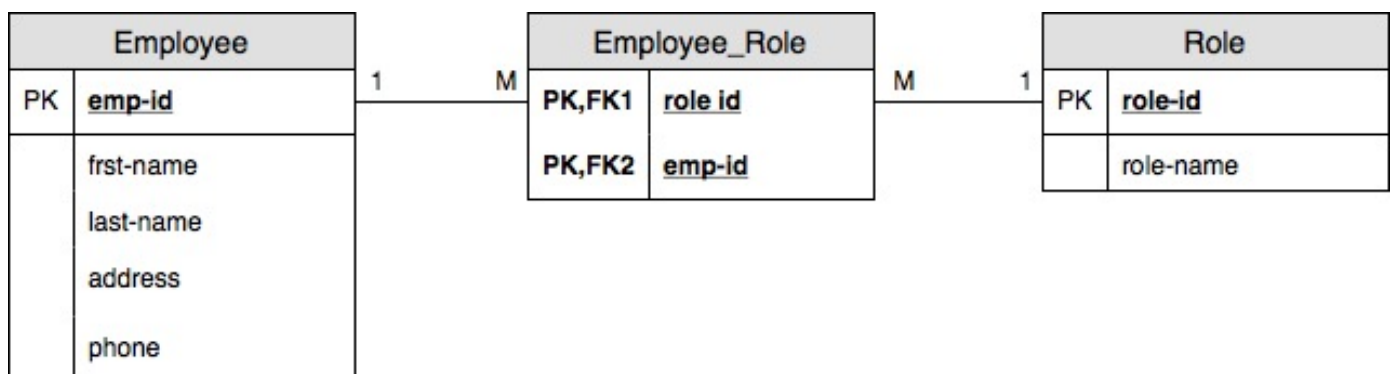 Employee
PK emp-id
frst-name
last-name
address
phone
1 M
Employee_Role
PK,FK1 role id
PK,FK2 emp-id
M 1
Role
PK role-id
role-name